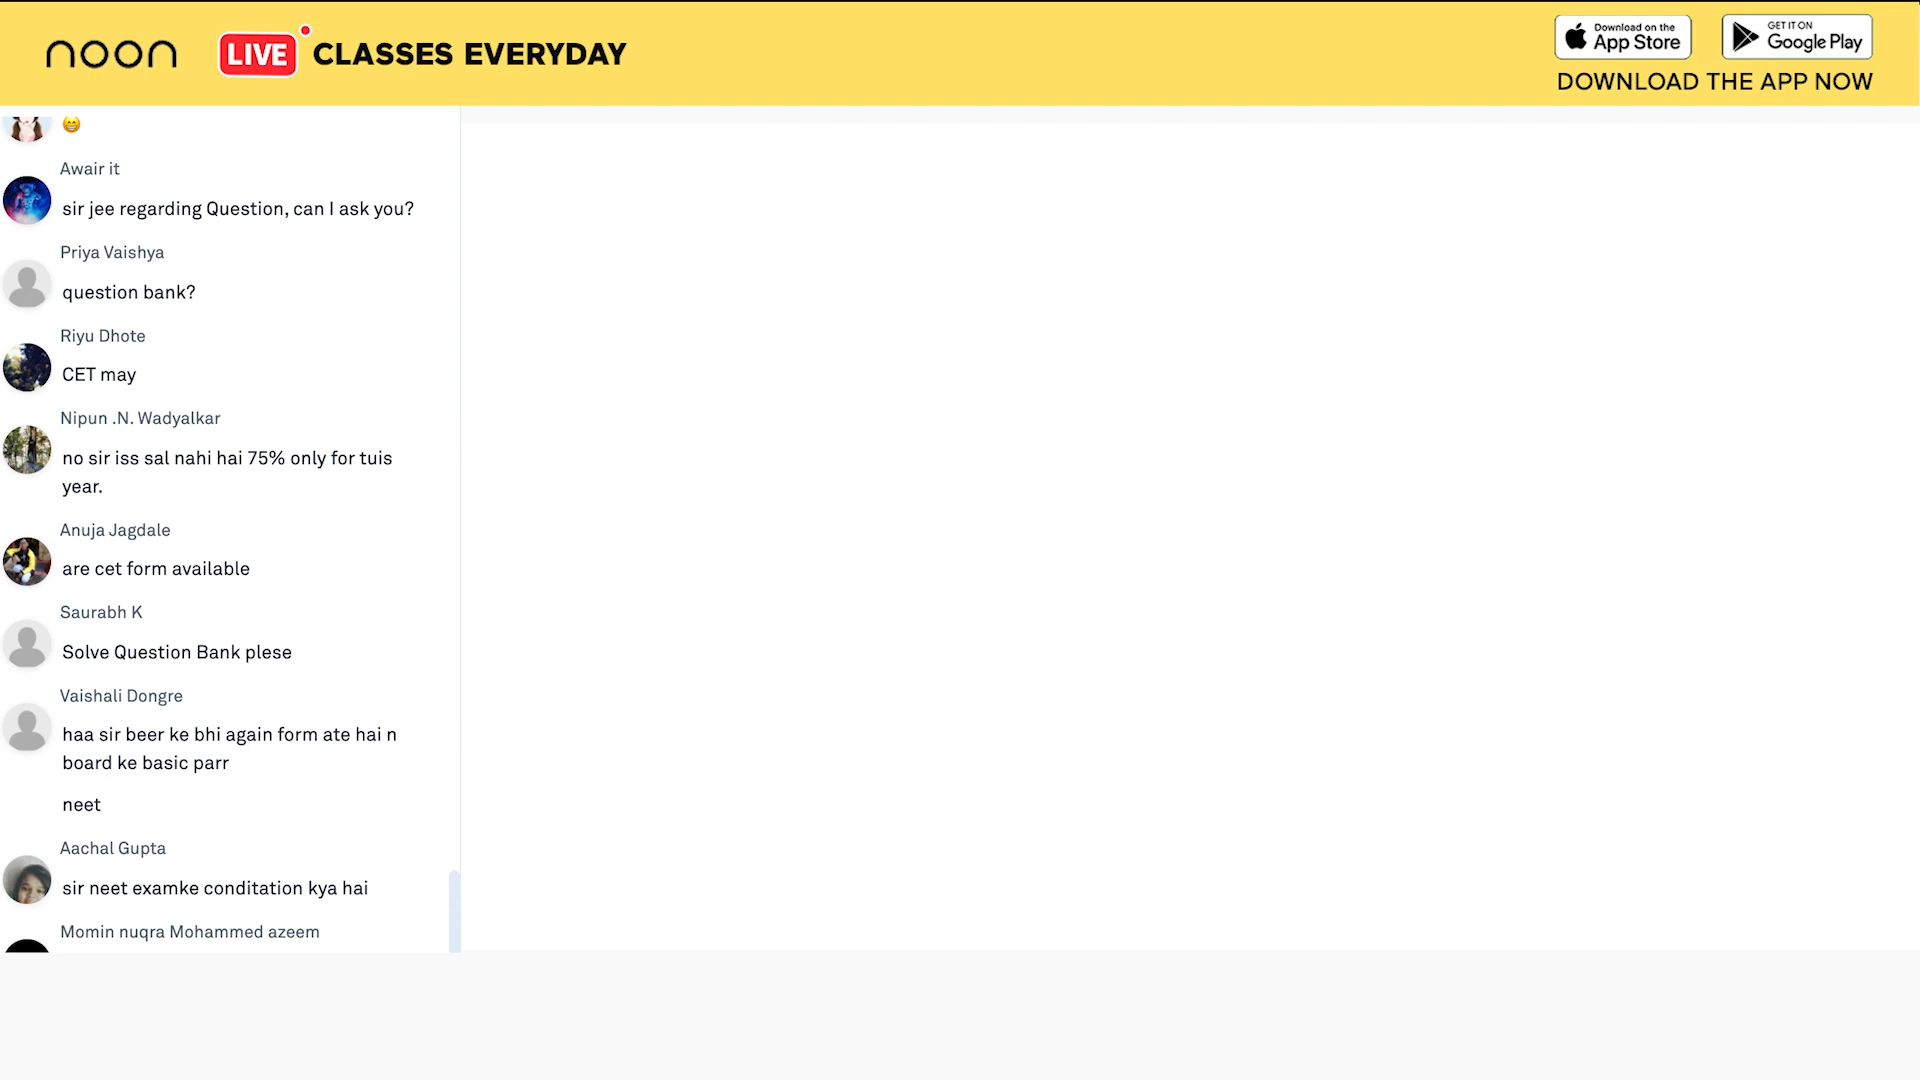 noon
LIVE CLASSES EVERYDAY
Download on the
App Store
GET IT ON
Google Play
DOWNLOAD THE APP NOW
Awair it
sir jee regarding Question, can I ask you?
Priya Vaishya
question bank?
Riyu Dhote
CET may
Nipun .N. Wadyalkar
no sir iss sal nahi hai 75% only for tuis
year.
Anuja Jagdale
are cet form available
Saurabh K
Solve Question Bank plese
Vaishali Dongre
haa sir beer ke bhi again form ate hai n
board ke basic parr
neet
Aachal Gupta
sir neet examke conditation kya hai
Momin nuqra Mohammed azeem